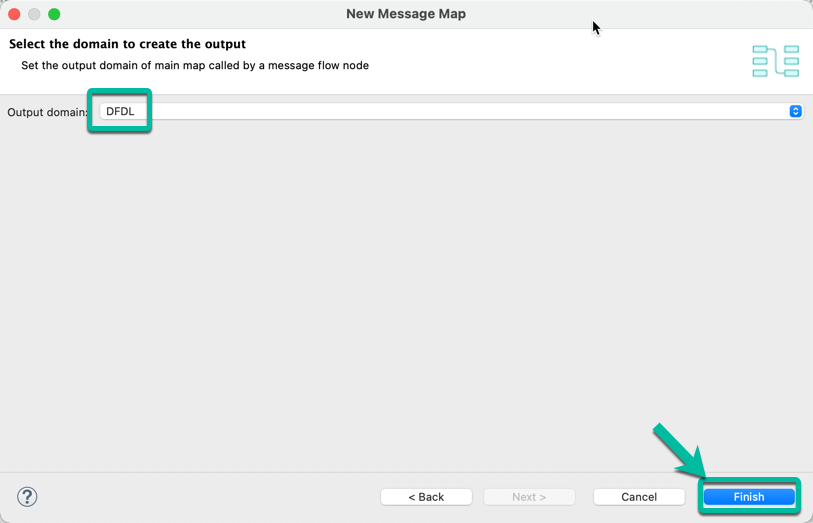 New Message Map
Select the domain to create the output
Set the output domain of main map called by a message flow node
Output domain: DFDL
? < Back Next > Cancel Finish